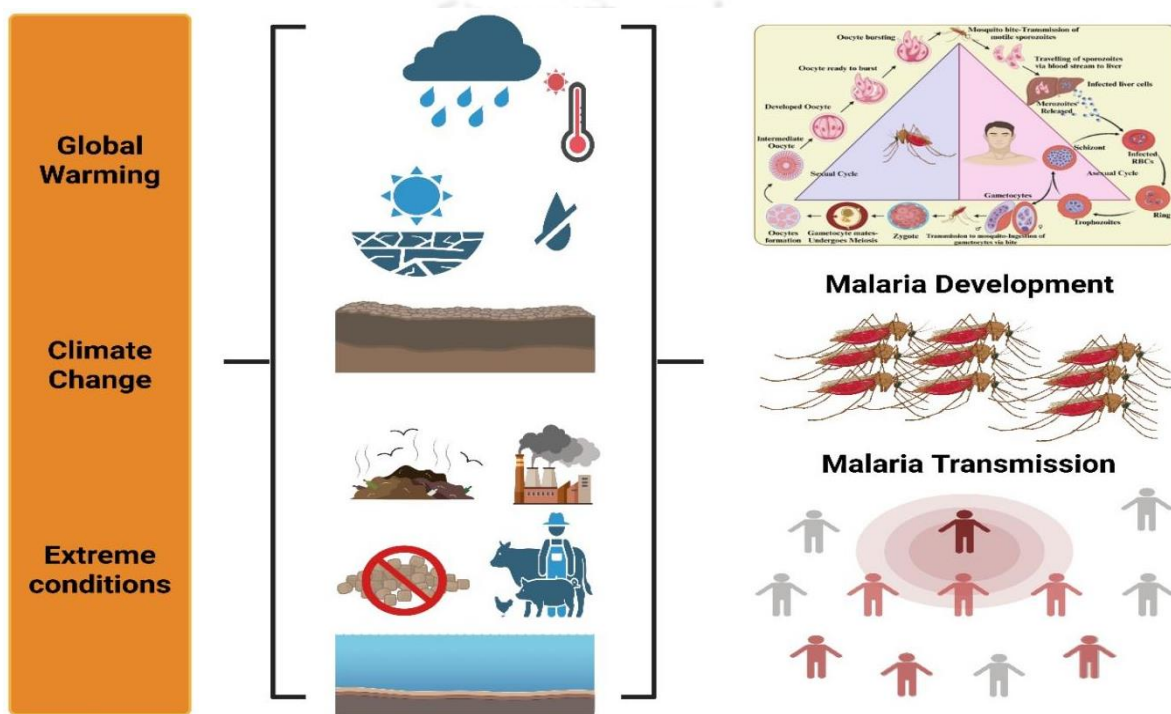 Global
Warming
Climate
Change
Extreme
conditions
Mosquito bite-Transmission of
motile sporozoites
Travelling of sporozoites
via blood stream to liver
Infected liver cells
Merozoites
Released
Infected
RBCs
Schizont
Asexual Cycle
Ring
Trophozoites
Gametocytes
Transmission to mosquito-Ingestion of
gametocytes via bite
Zygote
Gametocyte mates-
Undergoes Meiosis
Oocytes
formation
Sexual Cycle
Intermediate
Oocyte
Developed Oocyte
Oocyte ready to burst
Oocyte bursting
♂
♀
Malaria Development
Malaria Transmission